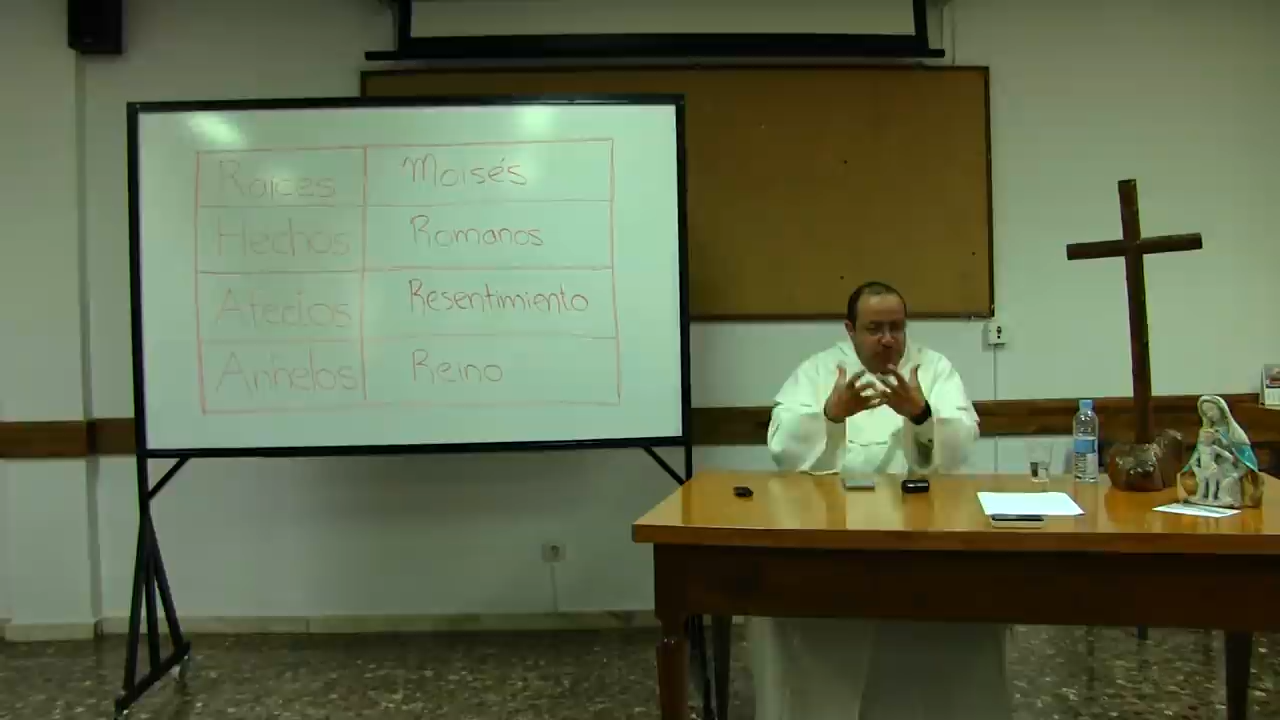 Raíces Moisés
Hechos Romanos
Afectos Resentimiento
Anhelos Reino